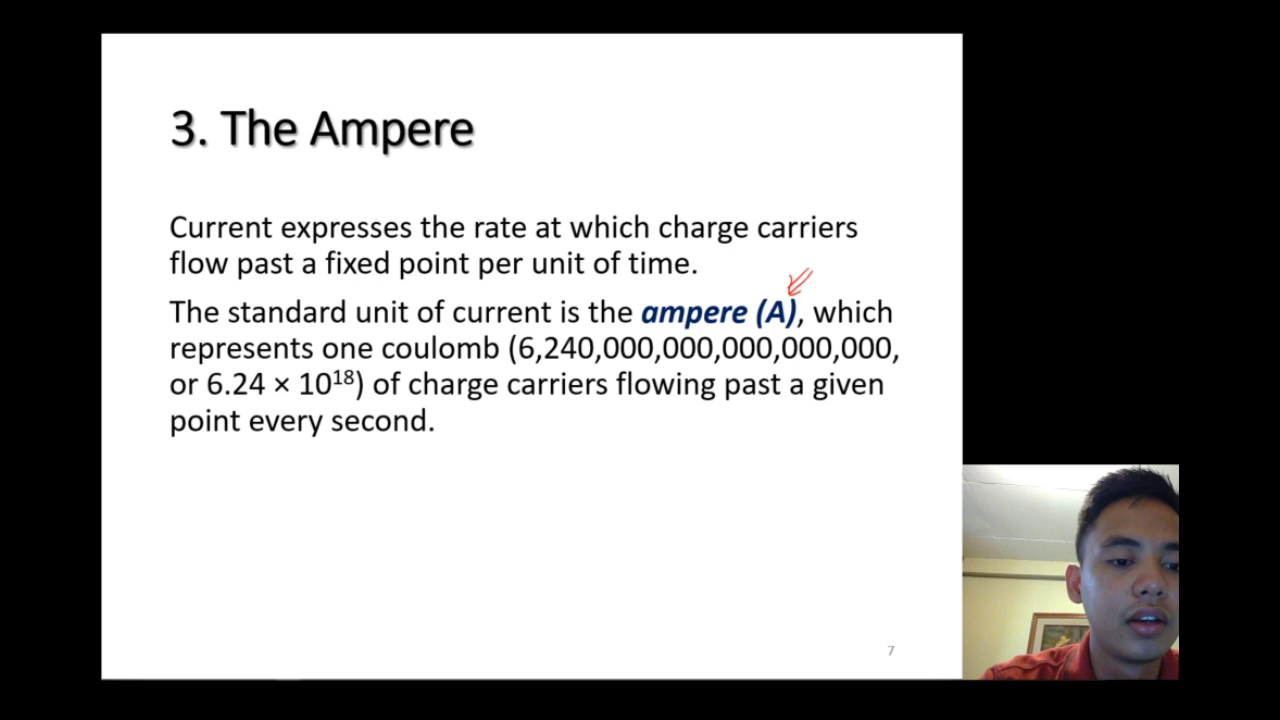 3. The Ampere
Current expresses the rate at which charge carriers
flow past a fixed point per unit of time.
The standard unit of current is the ampere (A), which
represents one coulomb (6,240,000,000,000,000,000,
or 6.24 × 10¹⁸) of charge carriers flowing past a given
point every second.
7